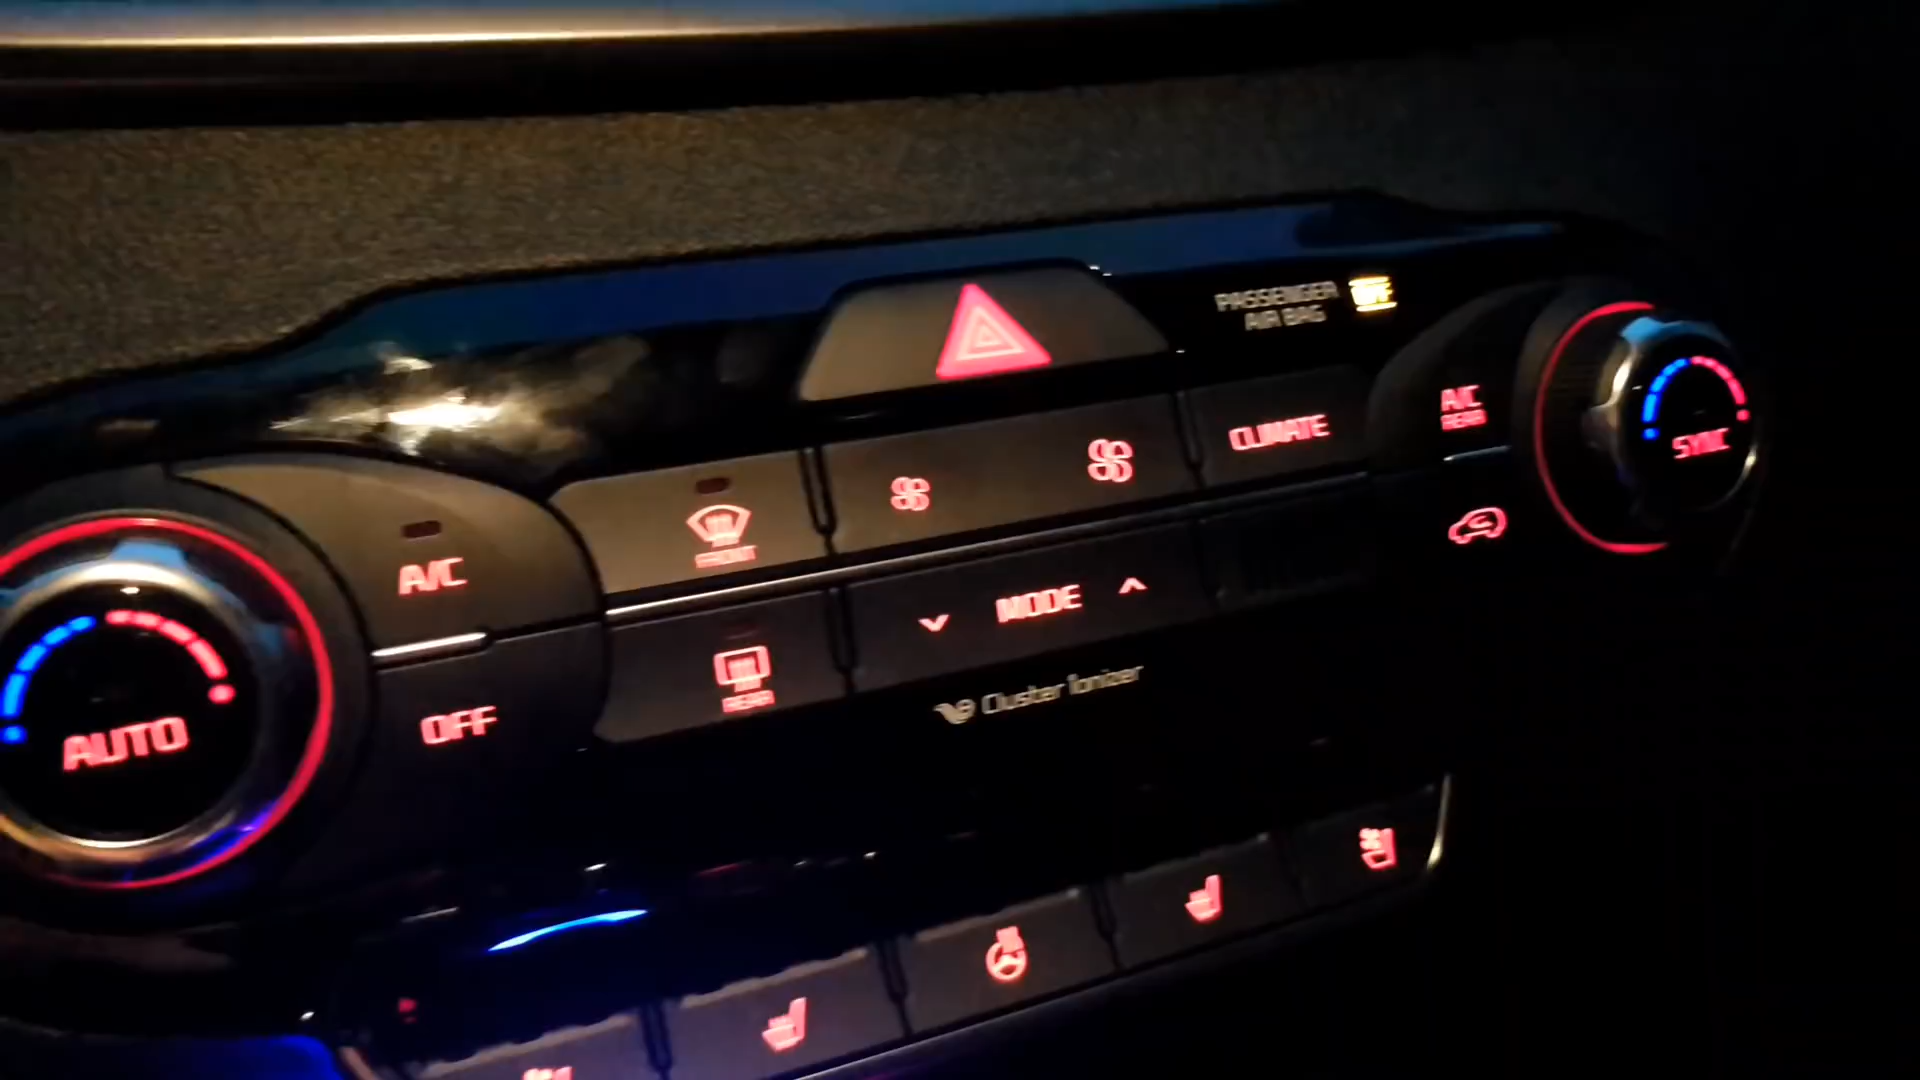 PASSENGER
AIR BAG
OFF
A/C
FRONT
CLIMATE
A/C
REAR
SYNC
AUTO
OFF
REAR
MODE
Cluster Ionizer